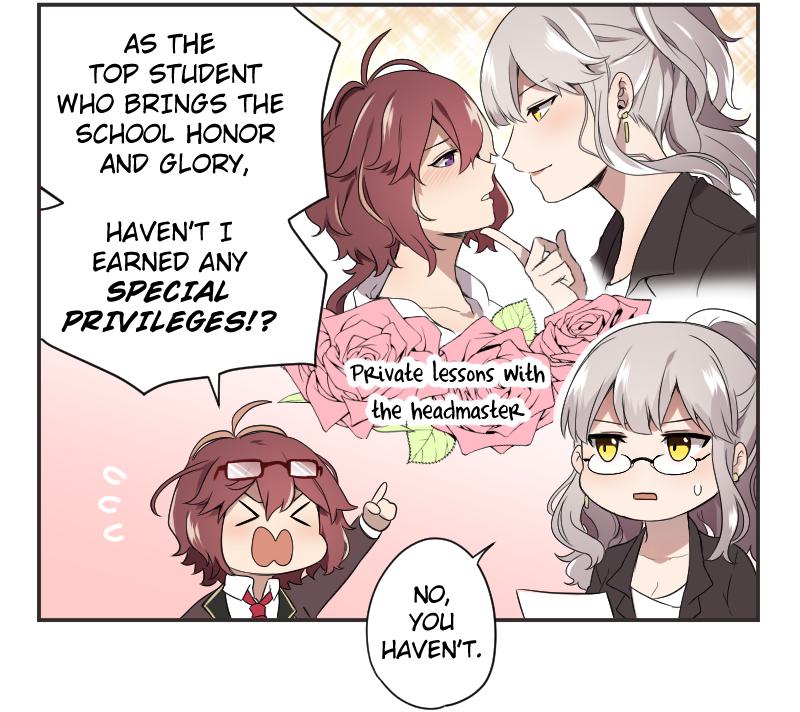 AS THE
TOP STUDENT
WHO BRINGS THE
SCHOOL HONOR
AND GLORY,
HAVEN'T I
EARNED ANY
SPECIAL
PRIVILEGES!?
Private lessons with
the headmaster
NO,
YOU
HAVEN'T.